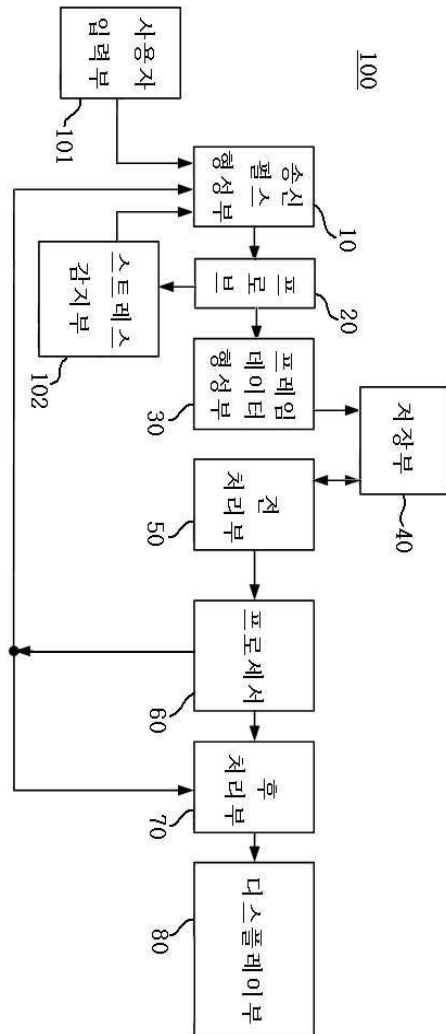 100
사용자
입력부
101
송신
펄스
형성부
10
스트레스
감지부
102
프로
브
20
프레임
데이터
형성부
30
저장부
40
전
처리부
50
프로세서
60
후
처리부
70
디스플레이부
80